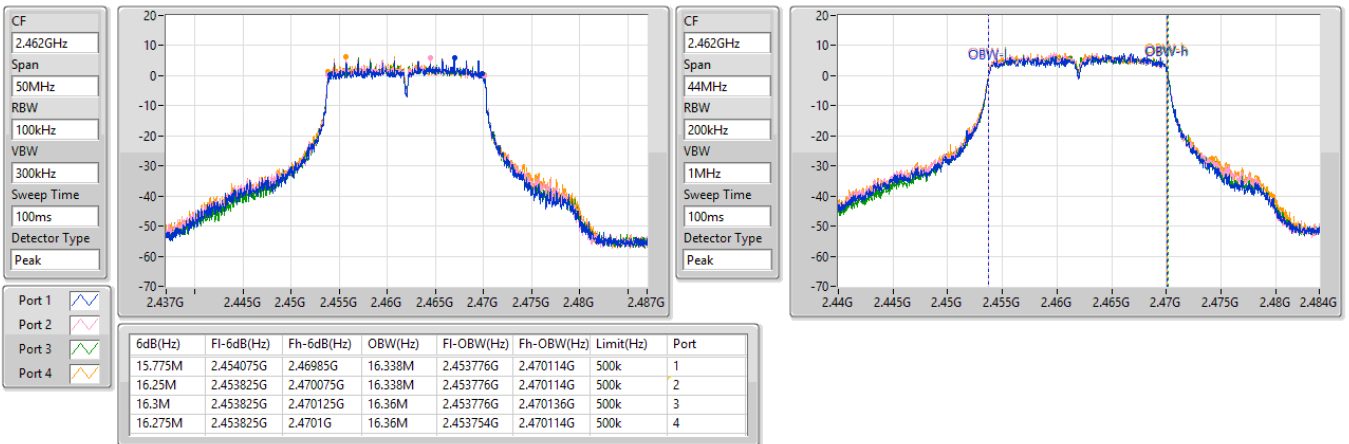 CF
2.462GHz
Span
50MHz
RBW
100kHz
VBW
300kHz
Sweep Time
100ms
Detector Type
Peak
20
10
0
-10
-20
-30
-40
-50
-60
-70
2.437G 2.445G 2.45G 2.455G 2.46G 2.465G 2.47G 2.475G 2.48G 2.487G
CF
2.462GHz
Span
44MHz
RBW
200kHz
VBW
1MHz
Sweep Time
100ms
Detector Type
Peak
20
10
0
-10
-20
-30
-40
-50
-60
-70
OBW- OBW-h
2.44G 2.445G 2.45G 2.455G 2.46G 2.465G 2.47G 2.475G 2.48G 2.484G
Port 1
Port 2
Port 3
Port 4
6dB(Hz) Fl-6dB(Hz) Fh-6dB(Hz) OBW(Hz) Fl-OBW(Hz) Fh-OBW(Hz) Limit(Hz) Port
15.775M 2.454075G 2.46985G 16.338M 2.453776G 2.470114G 500k 1
16.25M 2.453825G 2.470075G 16.338M 2.453776G 2.470114G 500k 2
16.3M 2.453825G 2.470125G 16.36M 2.453776G 2.470136G 500k 3
16.275M 2.453825G 2.4701G 16.36M 2.453754G 2.470114G 500k 4